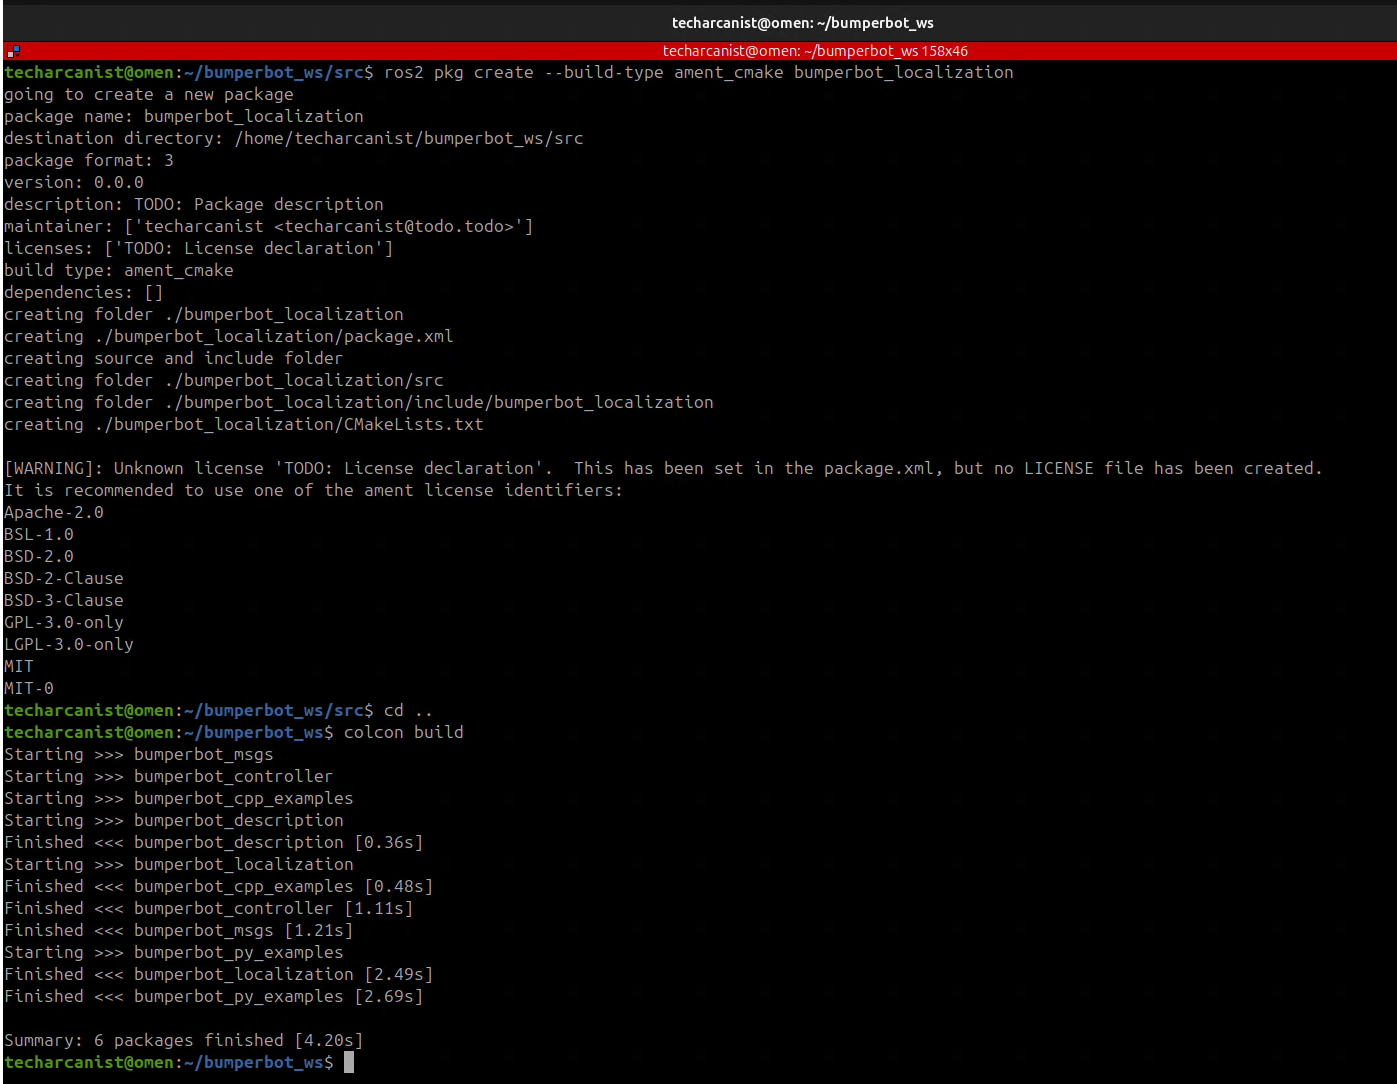 techarcanist@omen: ~/bumperbot_ws
techarcanist@omen: ~/bumperbot_ws 158x46
techarcanist@omen:~/bumperbot_ws/src$ ros2 pkg create --build-type ament_cmake bumperbot_localization
going to create a new package
package name: bumperbot_localization
destination directory: /home/techarcanist/bumperbot_ws/src
package format: 3
version: 0.0.0
description: TODO: Package description
maintainer: ['techarcanist <techarcanist@todo.todo>']
licenses: ['TODO: License declaration']
build type: ament_cmake
dependencies: []
creating folder ./bumperbot_localization
creating ./bumperbot_localization/package.xml
creating source and include folder
creating folder ./bumperbot_localization/src
creating folder ./bumperbot_localization/include/bumperbot_localization
creating ./bumperbot_localization/CMakeLists.txt
[WARNING]: Unknown license 'TODO: License declaration'.  This has been set in the package.xml, but no LICENSE file has been created.
It is recommended to use one of the ament license identifiers:
Apache-2.0
BSL-1.0
BSD-2.0
BSD-2-Clause
BSD-3-Clause
GPL-3.0-only
LGPL-3.0-only
MIT
MIT-0
techarcanist@omen:~/bumperbot_ws/src$ cd ..
techarcanist@omen:~/bumperbot_ws$ colcon build
Starting >>> bumperbot_msgs
Starting >>> bumperbot_controller
Starting >>> bumperbot_cpp_examples
Starting >>> bumperbot_description
Finished <<< bumperbot_description [0.36s]
Starting >>> bumperbot_localization
Finished <<< bumperbot_cpp_examples [0.48s]
Finished <<< bumperbot_controller [1.11s]
Finished <<< bumperbot_msgs [1.21s]
Starting >>> bumperbot_py_examples
Finished <<< bumperbot_localization [2.49s]
Finished <<< bumperbot_py_examples [2.69s]
Summary: 6 packages finished [4.20s]
techarcanist@omen:~/bumperbot_ws$